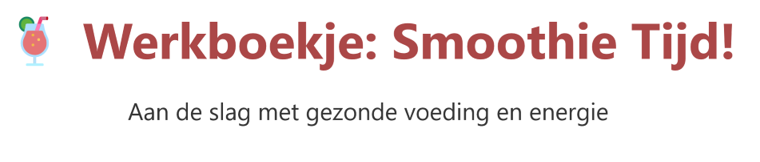 Werkboekje: Smoothie Tijd!
Aan de slag met gezonde voeding en energie